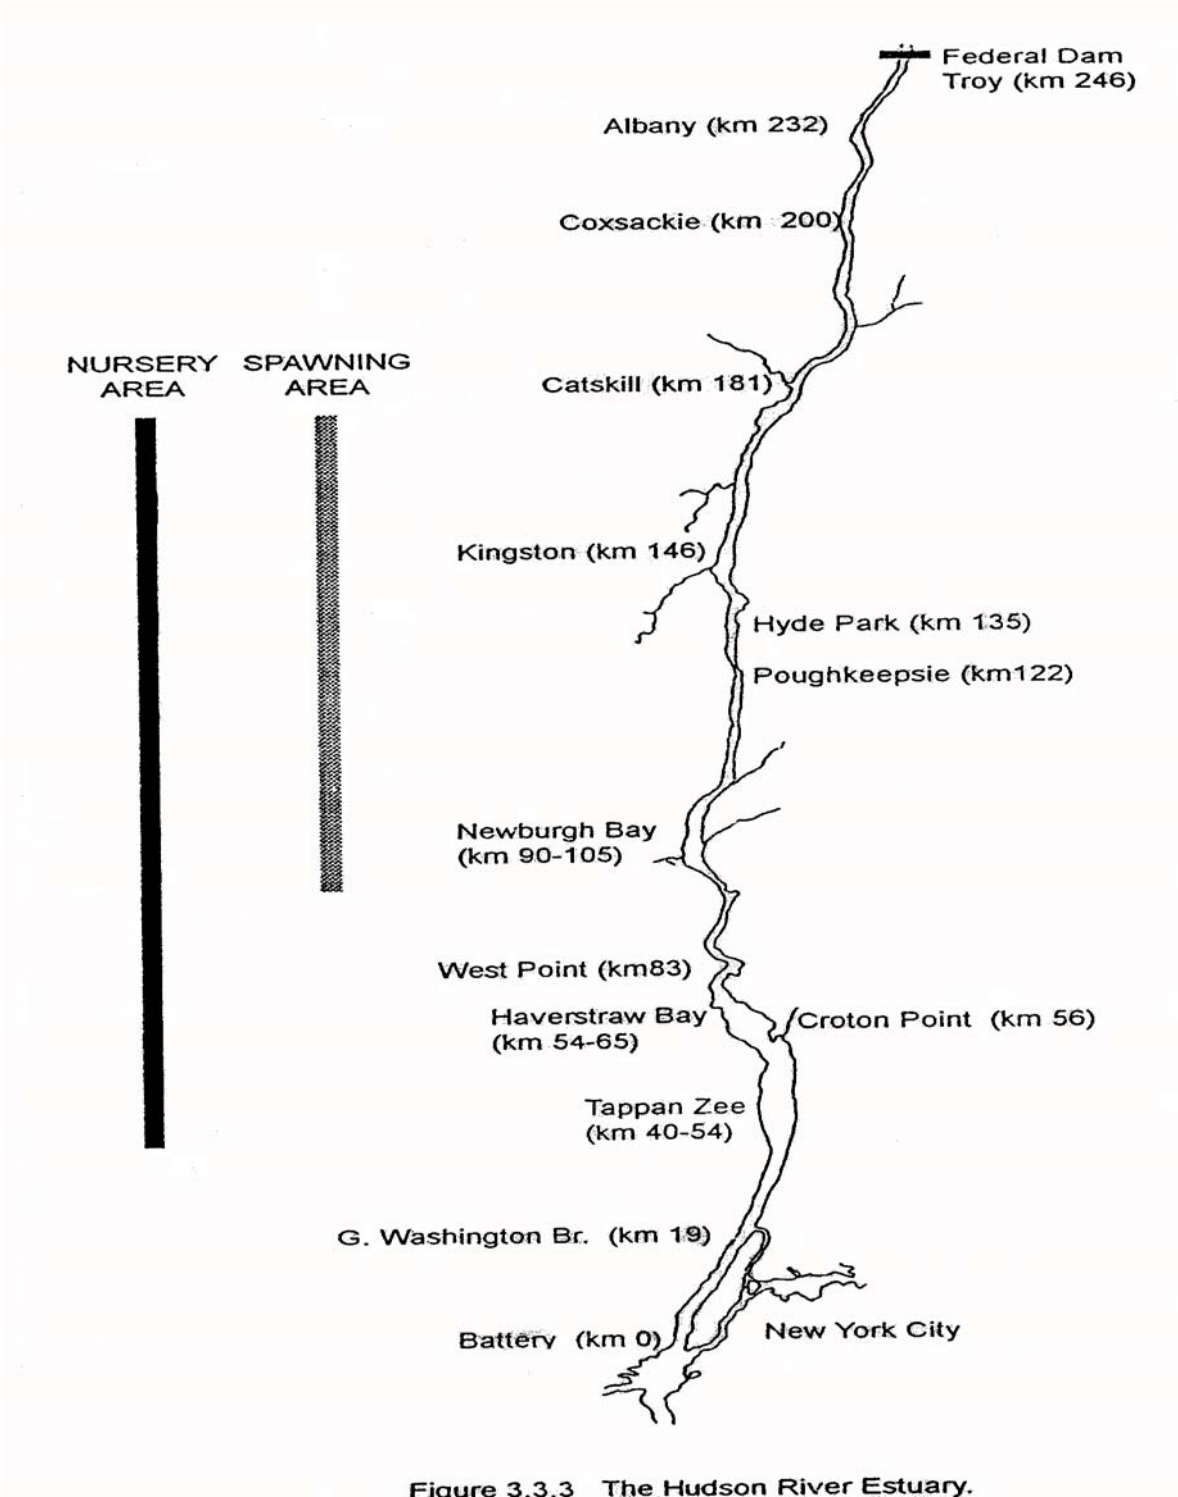 Federal Dam
Troy (km 246)
Albany (km 232)
Coxsackie (km 200)
NURSERY AREA
SPAWNING AREA
Catskill (km 181)
Kingston (km 146)
Hyde Park (km 135)
Poughkeepsie (km122)
Newburgh Bay
(km 90-105)
West Point (km83)
Haverstraw Bay
(km 54-65)
Croton Point (km 56)
Tappan Zee
(km 40-54)
G. Washington Br. (km 19)
Battery (km 0)
New York City
Figure 3.3.3 The Hudson River Estuary.